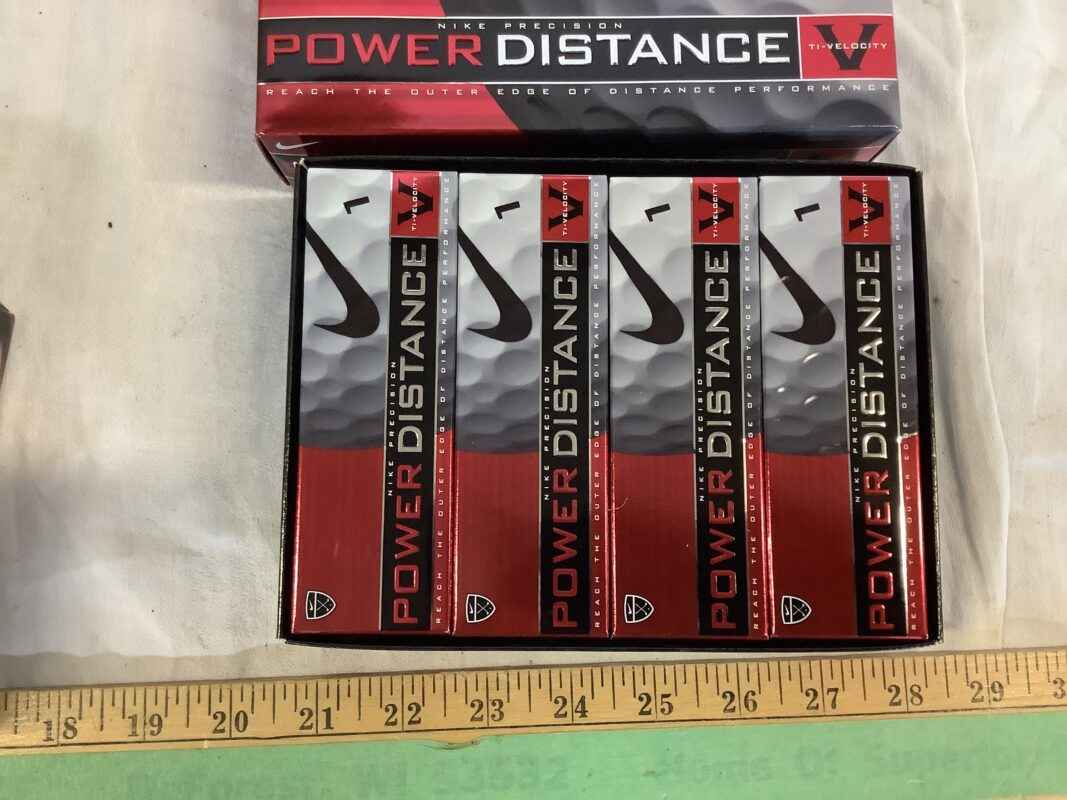 NIKE PRECISION
POWER DISTANCE
V
TI-VELOCITY
REACH THE OUTER EDGE OF DISTANCE PERFORMANCE
1
V
TI-VELOCITY
NIKE PRECISION
POWER DISTANCE
REACH THE OUTER EDGE OF DISTANCE PERFORMANCE
1
V
TI-VELOCITY
NIKE PRECISION
POWER DISTANCE
REACH THE OUTER EDGE OF DISTANCE PERFORMANCE
1
V
TI-VELOCITY
NIKE PRECISION
POWER DISTANCE
REACH THE OUTER EDGE OF DISTANCE PERFORMANCE
1
V
TI-VELOCITY
NIKE PRECISION
POWER DISTANCE
REACH THE OUTER EDGE OF DISTANCE PERFORMANCE
18 19 20 21 22 23 24 25 26 27 28 29 3